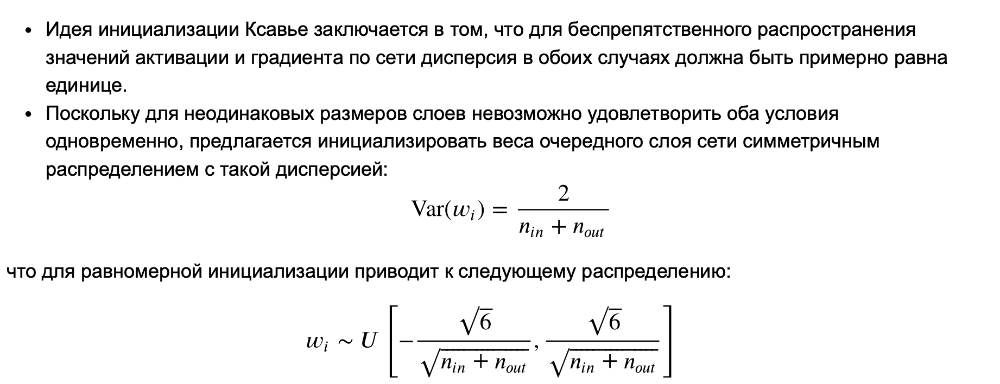 • Идея инициализации Ксавье заключается в том, что для беспрепятственного распространения
значений активации и градиента по сети дисперсия в обоих случаях должна быть примерно равна
единице.
• Поскольку для неодинаковых размеров слоев невозможно удовлетворить оба условия
одновременно, предлагается инициализировать веса очередного слоя сети симметричным
распределением с такой дисперсией:
Var(w_i) = \frac{2}{n_{in} + n_{out}}
что для равномерной инициализации приводит к следующему распределению:
w_i ∼ U \left[ -\frac{\sqrt{6}}{\sqrt{n_{in} + n_{out}}}, \frac{\sqrt{6}}{\sqrt{n_{in} + n_{out}}} \right]